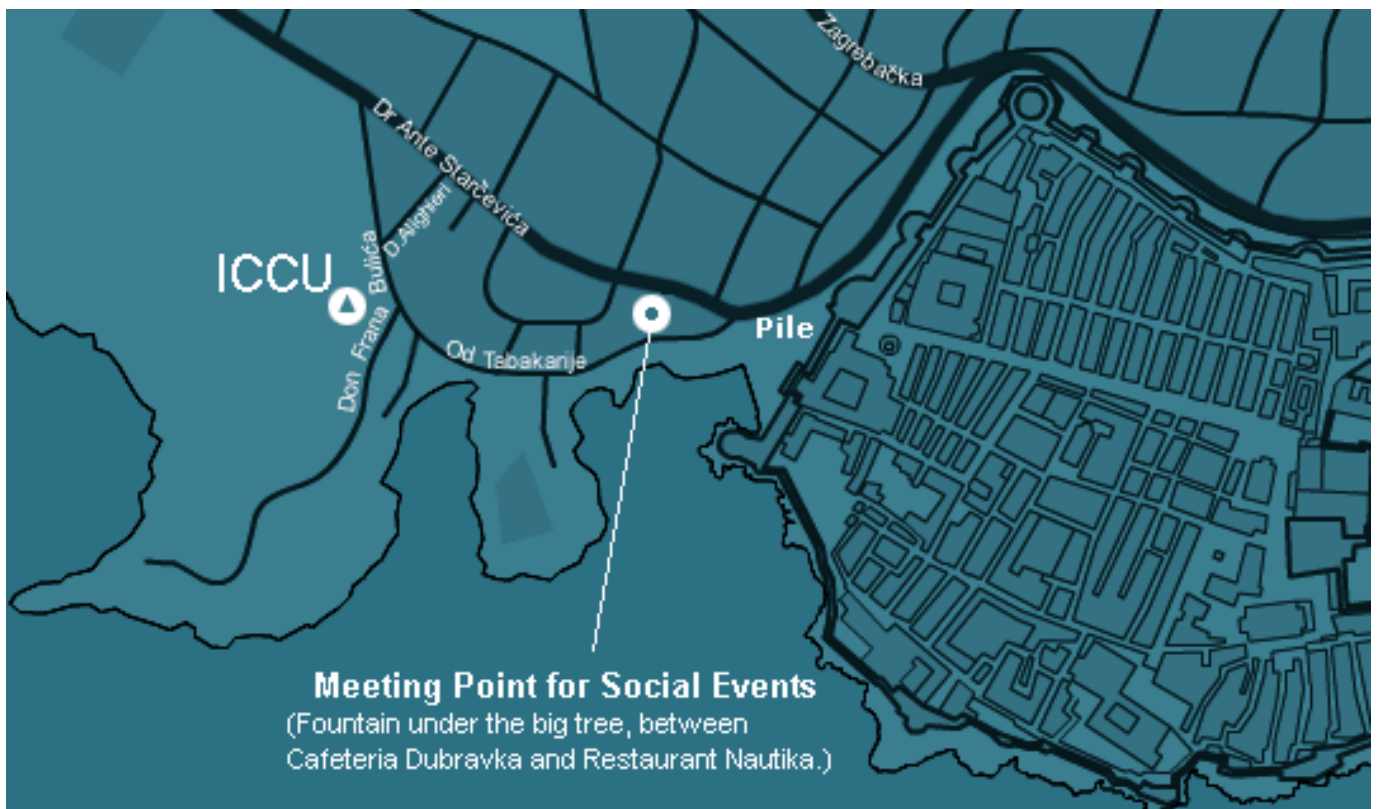 Zagrebačka
Dr Ante Starčevića
D.Alighieri
ICCU
Don Frana Bulića
Od Tabakarije
Pile
Meeting Point for Social Events
(Fountain under the big tree, between
Cafeteria Dubravka and Restaurant Nautika.)